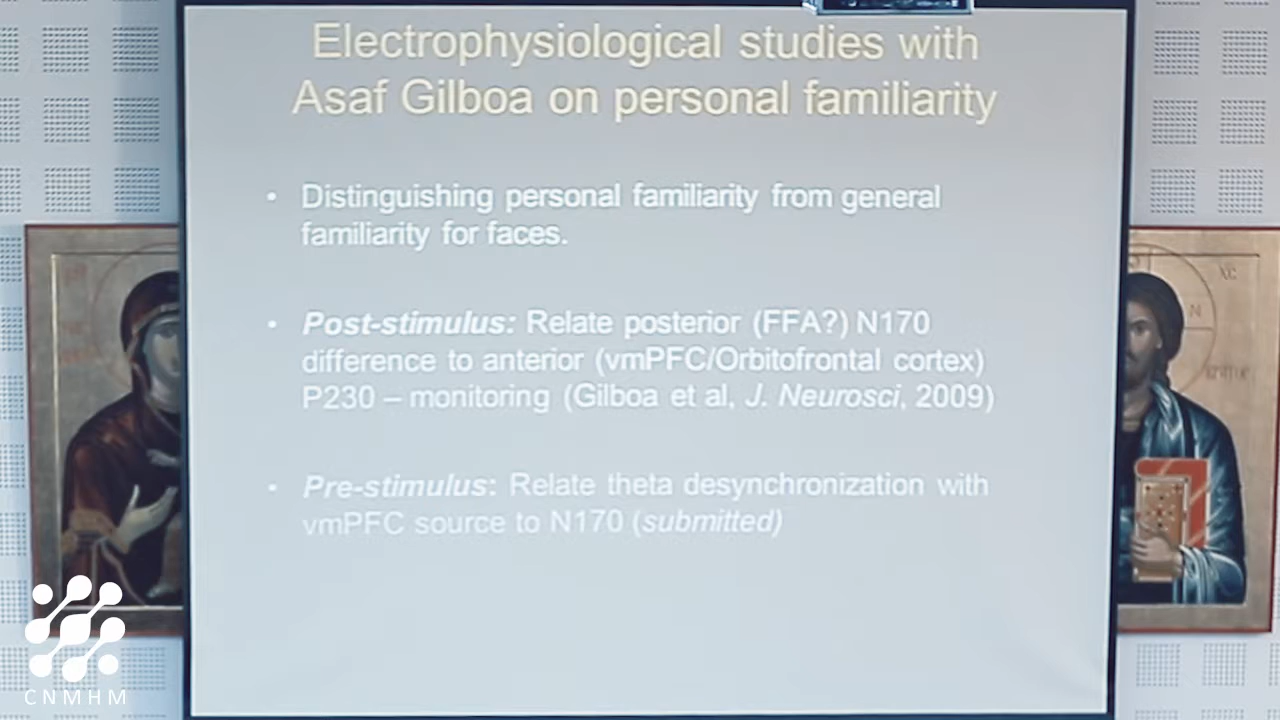 Electrophysiological studies with
Asaf Gilboa on personal familiarity
• Distinguishing personal familiarity from general
familiarity for faces.
• Post-stimulus: Relate posterior (FFA?) N170
difference to anterior (vmPFC/Orbitofrontal cortex)
P230 – monitoring (Gilboa et al, J. Neurosci, 2009)
• Pre-stimulus: Relate theta desynchronization with
vmPFC source to N170 (submitted)
N
CNMHM